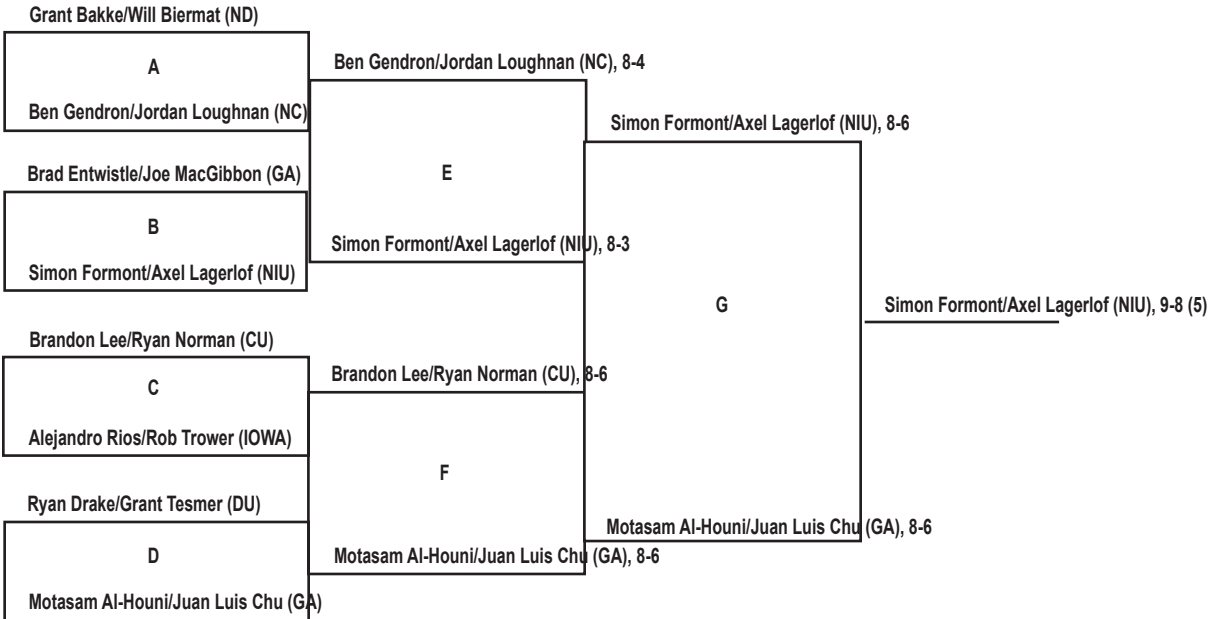 Grant Bakke/Will Biermat (ND)
A
Ben Gendron/Jordan Loughnan (NC)
Brad Entwistle/Joe MacGibbon (GA)
B
Simon Formont/Axel Lagerlof (NIU)
Brandon Lee/Ryan Norman (CU)
C
Alejandro Rios/Rob Trower (IOWA)
Ryan Drake/Grant Tesmer (DU)
D
Motasam Al-Houni/Juan Luis Chu (GA)
Ben Gendron/Jordan Loughnan (NC), 8-4
E
Simon Formont/Axel Lagerlof (NIU), 8-3
Brandon Lee/Ryan Norman (CU), 8-6
F
Motasam Al-Houni/Juan Luis Chu (GA), 8-6
Simon Formont/Axel Lagerlof (NIU), 8-6
G
Motasam Al-Houni/Juan Luis Chu (GA), 8-6
Simon Formont/Axel Lagerlof (NIU), 9-8 (5)